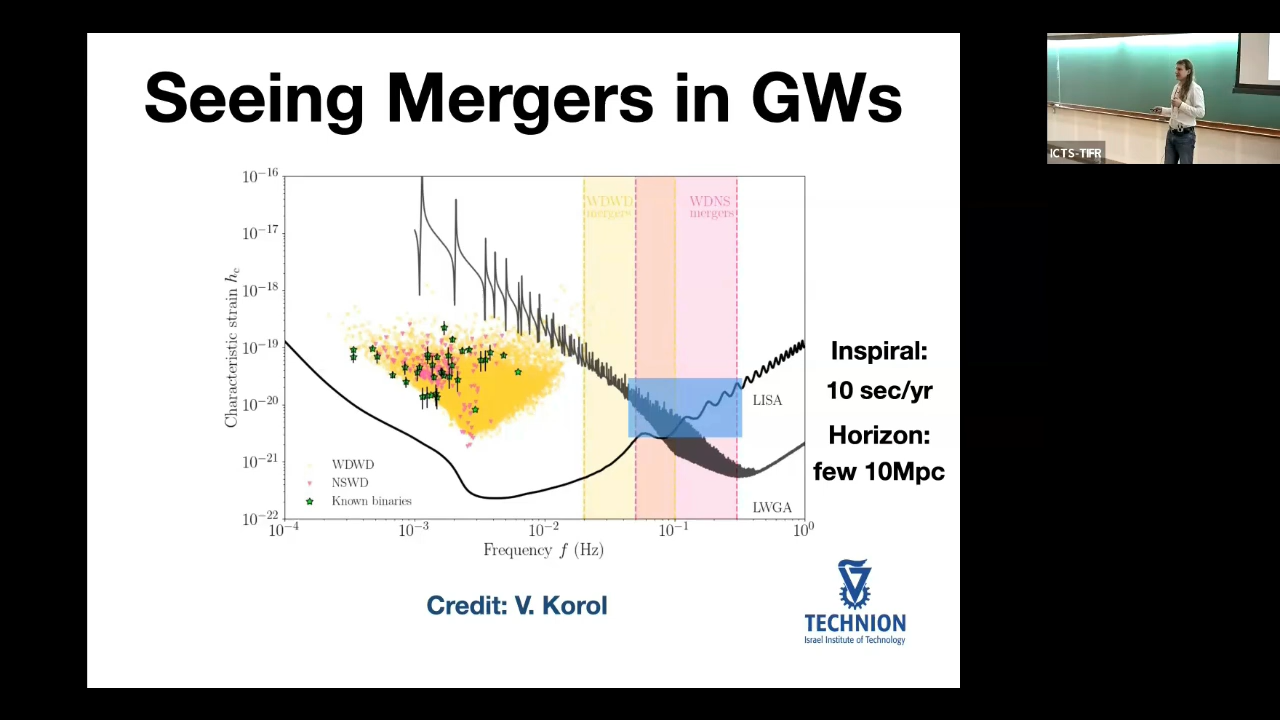 Seeing Mergers in GWs
ICTS-TIFR
10⁻¹⁶
10⁻¹⁷
10⁻¹⁸
10⁻¹⁹
10⁻²⁰
10⁻²¹
10⁻²²
Characteristic strain h_c
WDWD
mergers
WDNS
mergers
LISA
LWGA
WDWD
NSWD
Known binaries
10⁻⁴
10⁻³
10⁻²
10⁻¹
10⁰
Frequency f (Hz)
Inspiral:
10 sec/yr
Horizon:
few 10Mpc
Credit: V. Korol
TECHNION
Israel Institute of Technology